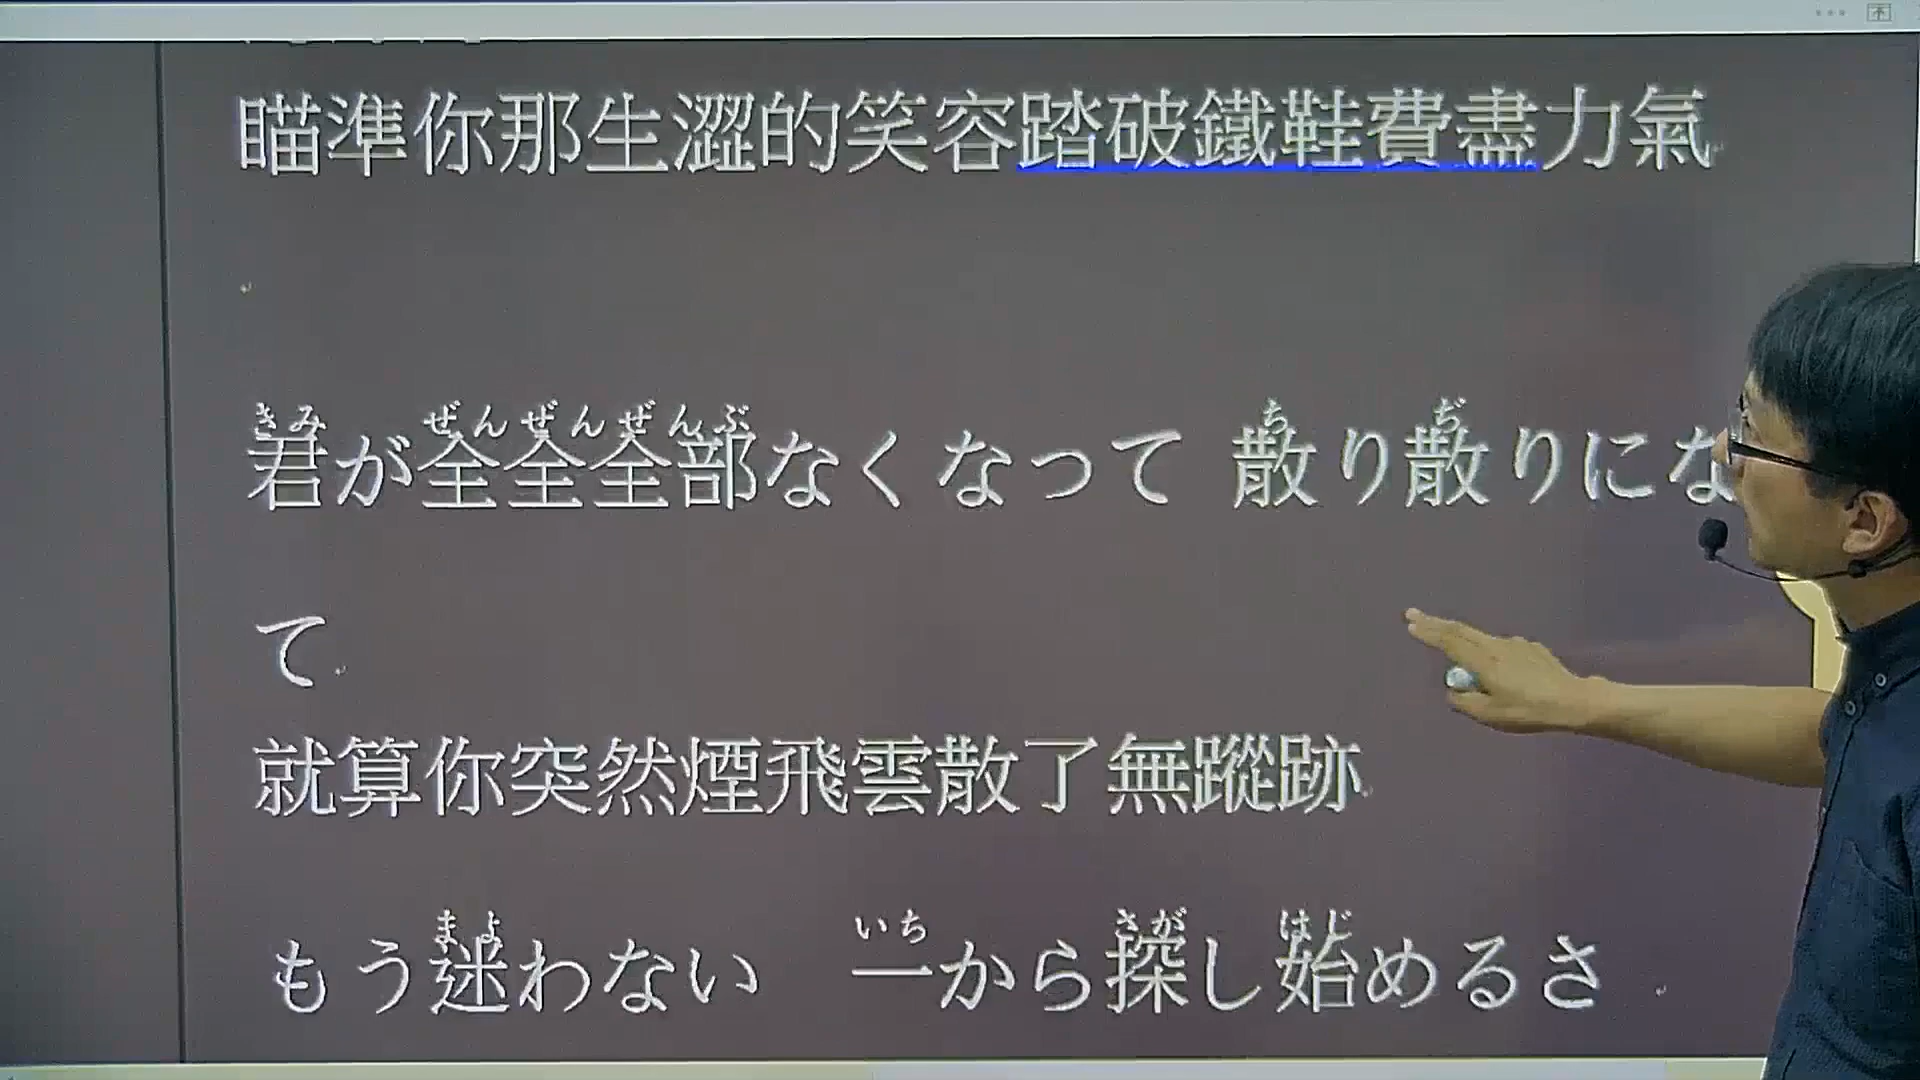 瞄準你那生澀的笑容踏破鐵鞋費盡力氣
きみ ぜん ぜん ぜん ぶ ち ぢ
君が全全全部なくなって 散り散りにな
て
就算你突然煙飛雲散了無蹤跡
まよ いち さが はじ
もう迷わない 一から探し始めるさ